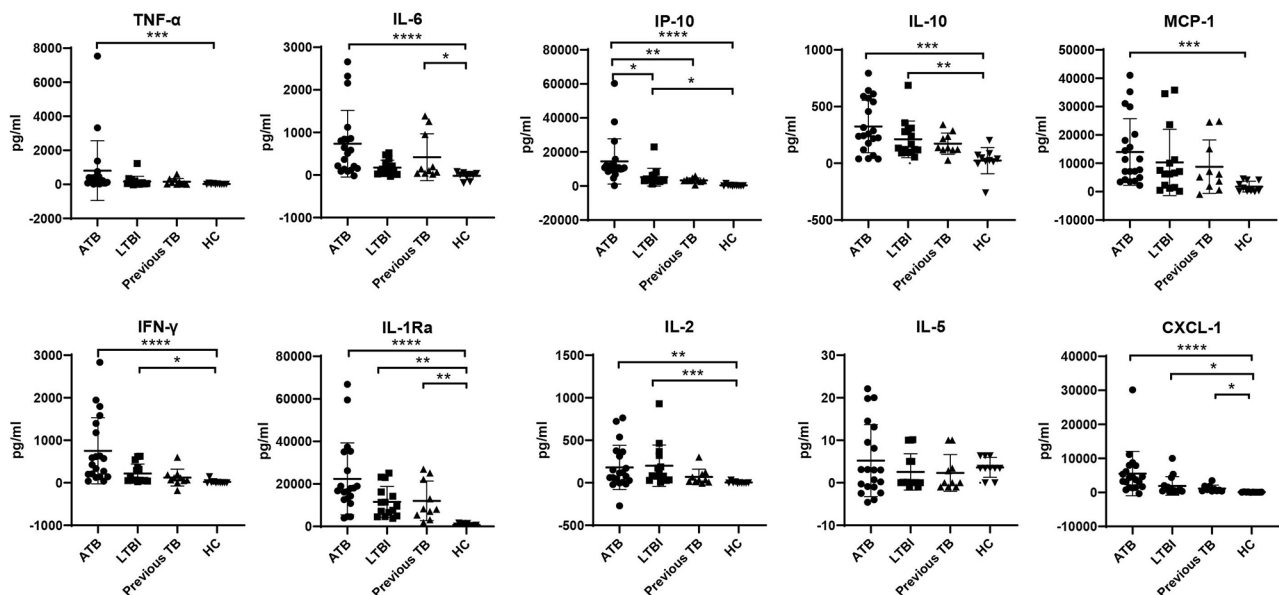 TNF-α
***
pg/ml
8000
6000
4000
2000
0
-2000
ATB
LTBI
Previous TB
HC
IL-6
****
*
pg/ml
3000
2000
1000
0
-1000
ATB
LTBI
Previous TB
HC
IP-10
****
**
*
*
pg/ml
80000
60000
40000
20000
0
-20000
ATB
LTBI
Previous TB
HC
IL-10
***
**
pg/ml
1000
500
0
-500
ATB
LTBI
Previous TB
HC
MCP-1
***
pg/ml
50000
40000
30000
20000
10000
0
-10000
ATB
LTBI
Previous TB
HC
IFN-γ
****
*
pg/ml
3000
2000
1000
0
-1000
ATB
LTBI
Previous TB
HC
IL-1Ra
****
**
**
pg/ml
80000
60000
40000
20000
0
ATB
LTBI
Previous TB
HC
IL-2
**
***
pg/ml
1500
1000
500
0
-500
ATB
LTBI
Previous TB
HC
IL-5
pg/ml
30
20
10
0
-10
ATB
LTBI
Previous TB
HC
CXCL-1
****
*
*
pg/ml
40000
30000
20000
10000
0
-10000
ATB
LTBI
Previous TB
HC